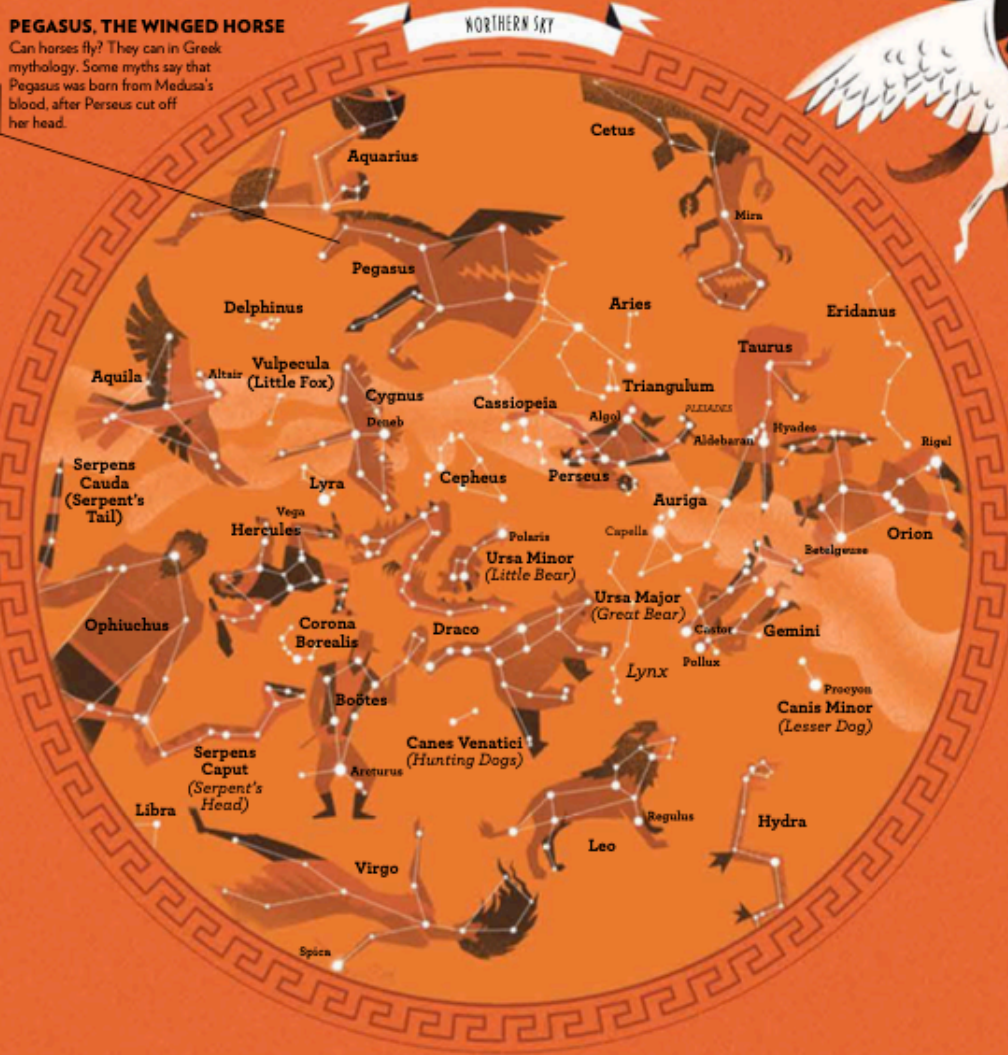 PEGASUS, THE WINGED HORSE
Can horses fly? They can in Greek
mythology. Some myths say that
Pegasus was born from Medusa's
blood, after Perseus cut off
her head.
NORTHERN SKY
Cetus
Aquarius
Mira
Pegasus
Delphinus
Aries
Eridanus
Taurus
Aquila
Altair
Vulpecula
(Little Fox)
Cygnus
Deneb
Cassiopeia
Triangulum
Algol
PLEIADES
Aldebaran
Hyades
Rigel
Serpens
Cauda
(Serpent's
Tail)
Lyra
Cepheus
Perseus
Auriga
Vega
Hercules
Polaris
Capella
Orion
Betelgeuse
Ursa Minor
(Little Bear)
Ursa Major
(Great Bear)
Ophiuchus
Corona
Borealis
Draco
Castor
Gemini
Pollux
Lynx
Procyon
Canis Minor
(Lesser Dog)
Boötes
Serpens
Caput
(Serpent's
Head)
Canes Venatici
(Hunting Dogs)
Arcturus
Libra
Regulus
Hydra
Leo
Virgo
Spica